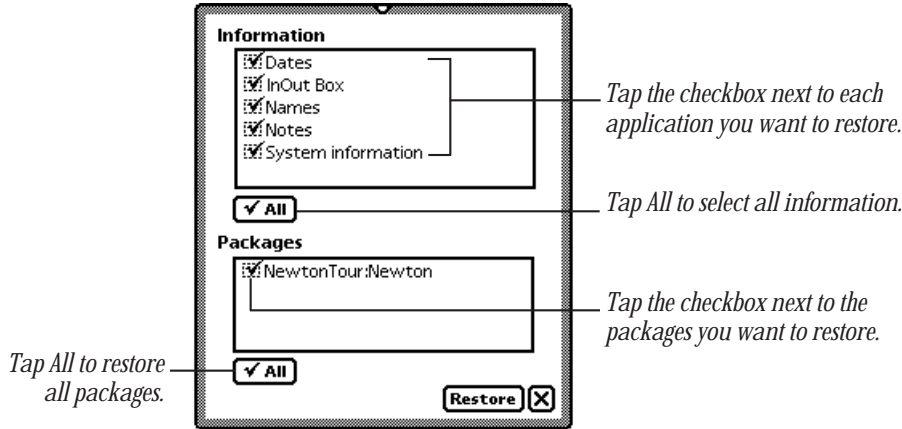 Information
Dates
InOut Box
Names
Notes
System information
Tap the checkbox next to each
application you want to restore.
✓ All
Tap All to select all information.
Packages
NewtonTour:Newton
Tap the checkbox next to the
packages you want to restore.
Tap All to restore
all packages.
✓ All
Restore